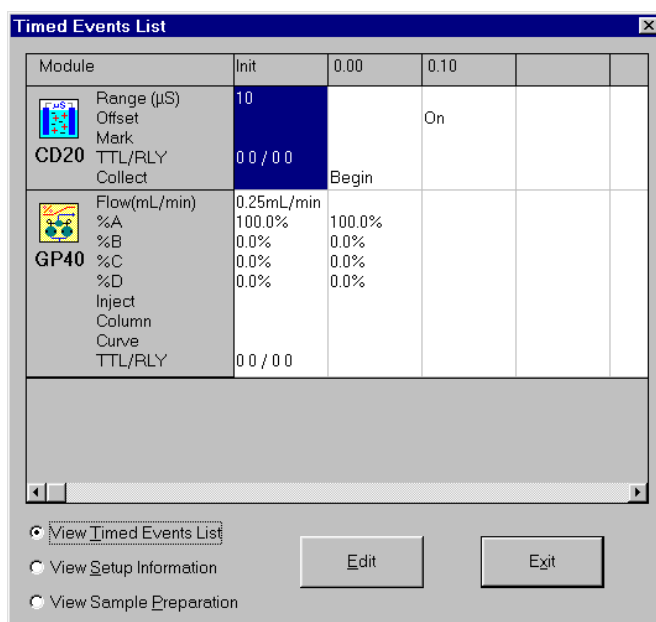 Timed Events List
Module Init 0.00 0.10
µS
CD20
Range (µS) 10
Offset On
Mark
TTL/RLY 0 0 / 0 0
Collect Begin
GP40
Flow(mL/min) 0.25mL/min
%A 100.0% 100.0%
%B 0.0% 0.0%
%C 0.0% 0.0%
%D 0.0% 0.0%
Inject
Column
Curve
TTL/RLY 0 0 / 0 0
View Timed Events List
View Setup Information
View Sample Preparation
Edit
Exit